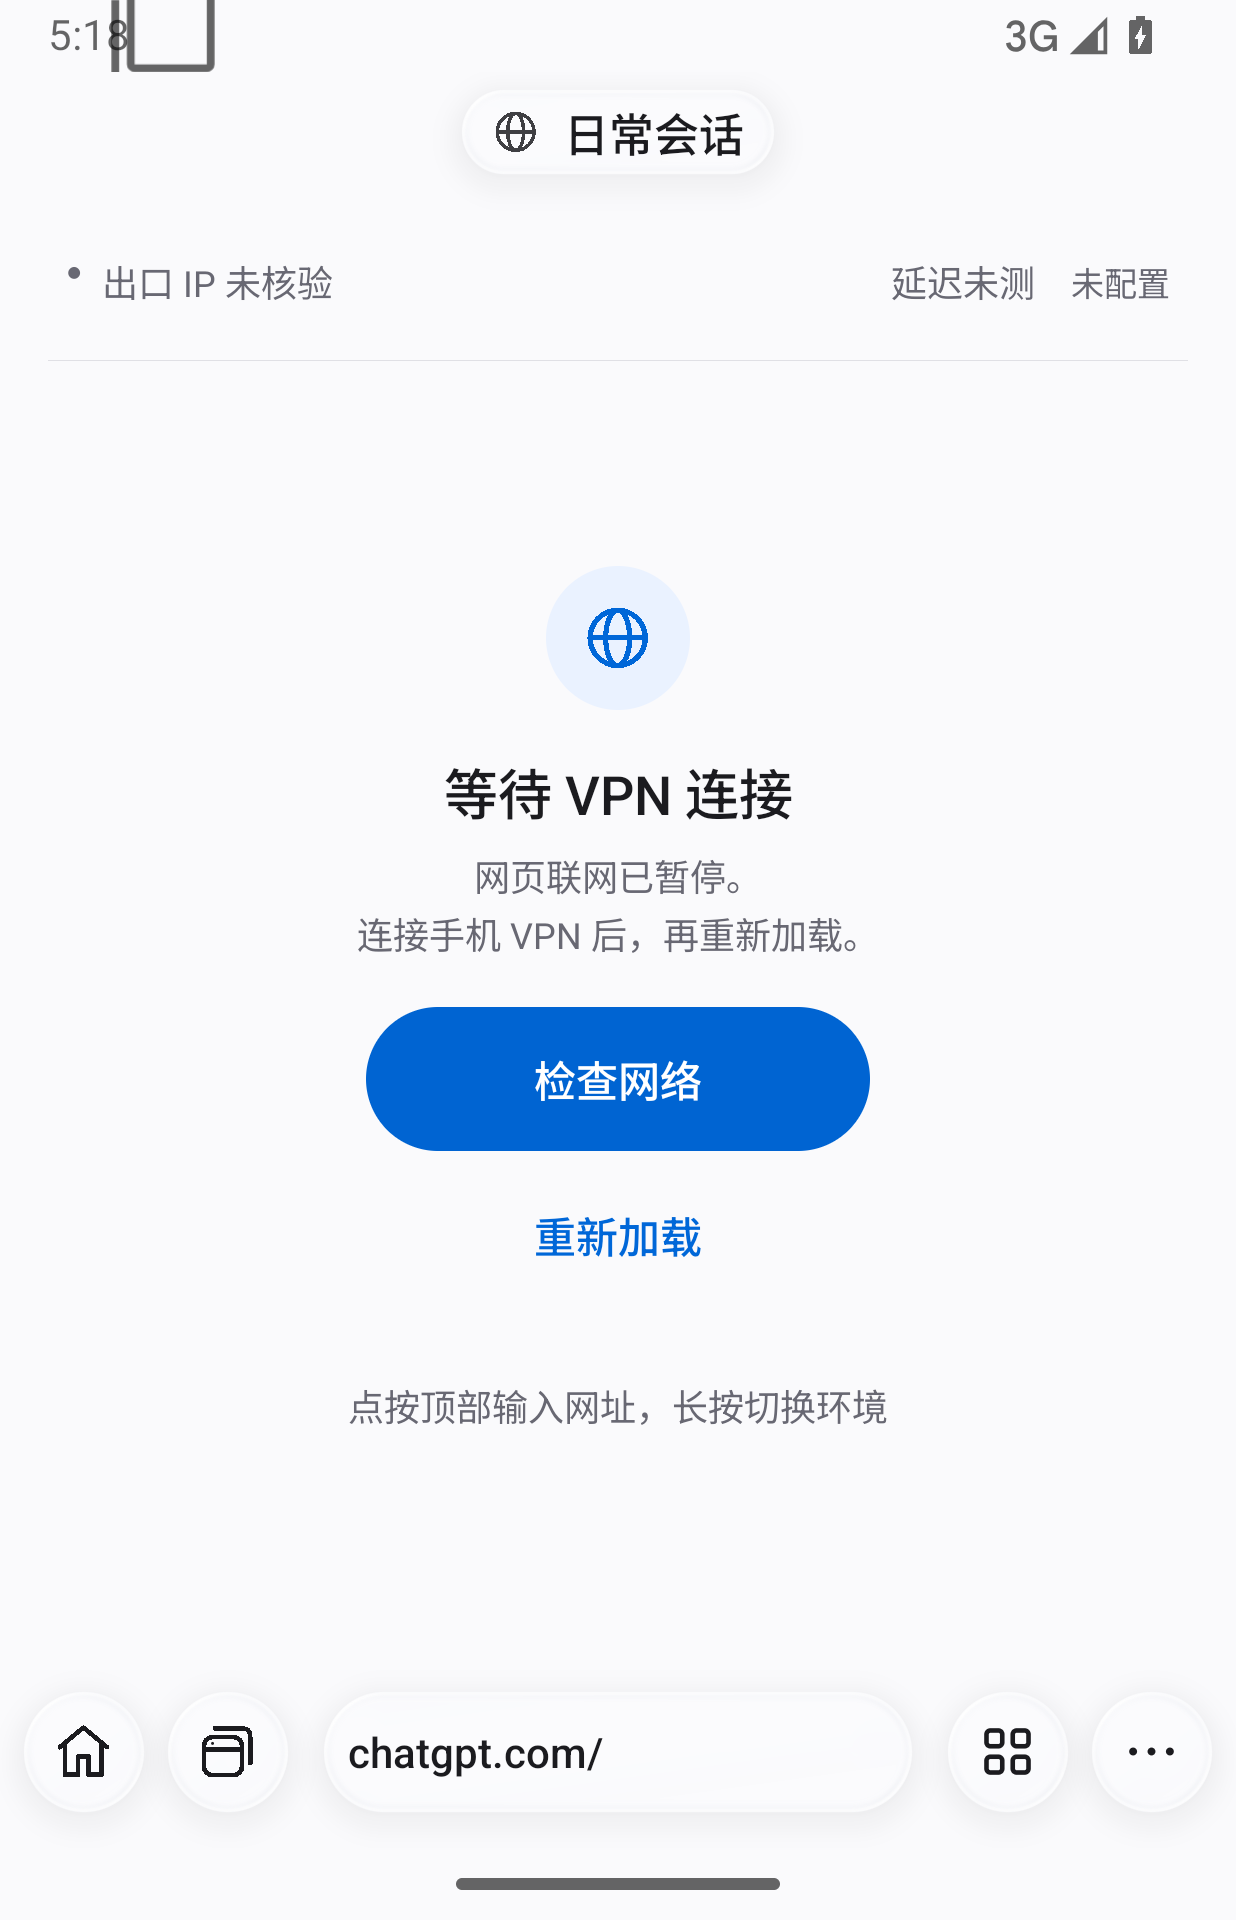 5:18
3G
日常会话
出口 IP 未核验
延迟未测 未配置
等待 VPN 连接
网页联网已暂停。
连接手机 VPN 后，再重新加载。
检查网络
重新加载
点按顶部输入网址，长按切换环境
chatgpt.com/